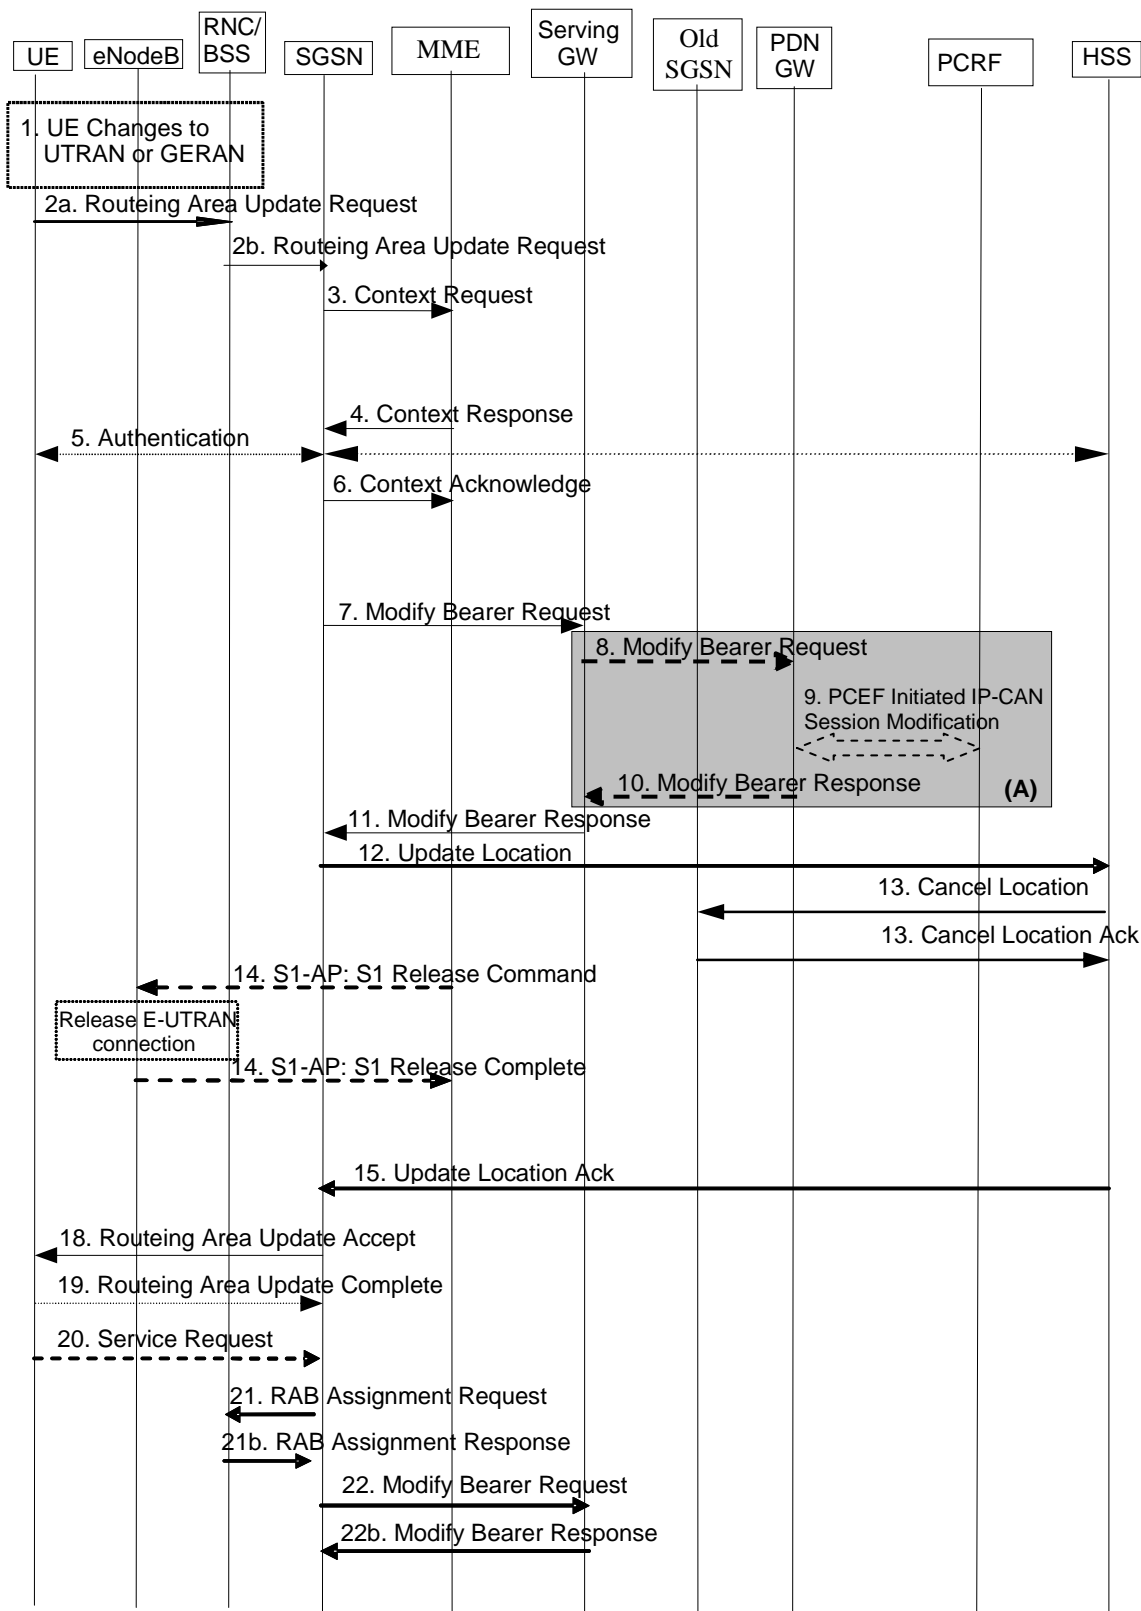 UE
eNodeB
RNC/
BSS
SGSN
MME
Serving
GW
Old
SGSN
PDN
GW
PCRF
HSS
1. UE Changes to
UTRAN or GERAN
2a. Routeing Area Update Request
2b. Routeing Area Update Request
3. Context Request
4. Context Response
5. Authentication
6. Context Acknowledge
7. Modify Bearer Request
8. Modify Bearer Request
9. PCEF Initiated IP-CAN
Session Modification
10. Modify Bearer Response
(A)
11. Modify Bearer Response
12. Update Location
13. Cancel Location
13. Cancel Location Ack
14. S1-AP: S1 Release Command
Release E-UTRAN
connection
14. S1-AP: S1 Release Complete
15. Update Location Ack
18. Routeing Area Update Accept
19. Routeing Area Update Complete
20. Service Request
21. RAB Assignment Request
21b. RAB Assignment Response
22. Modify Bearer Request
22b. Modify Bearer Response